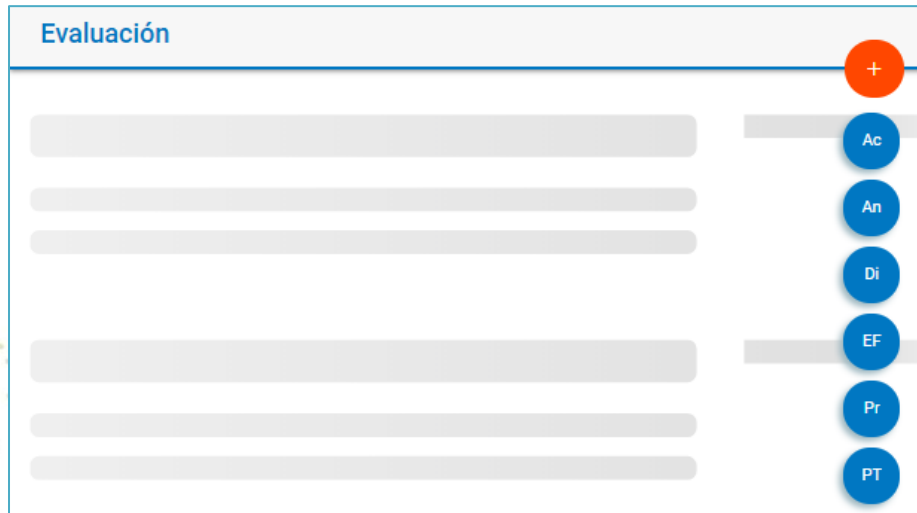 Evaluación
+
Ac
An
Di
EF
Pr
PT